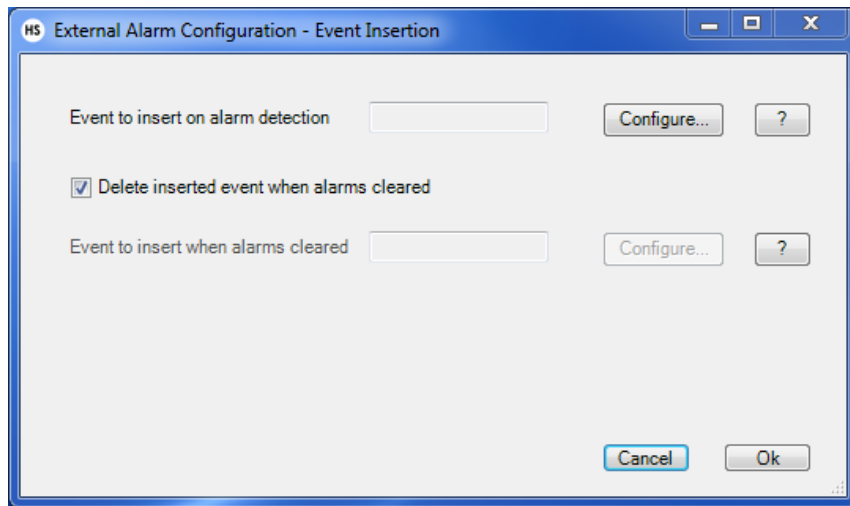 HS External Alarm Configuration - Event Insertion
Event to insert on alarm detection Configure... ?
Delete inserted event when alarms cleared
Event to insert when alarms cleared Configure... ?
Cancel Ok